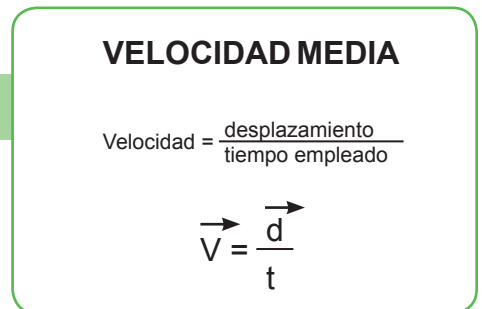 VELOCIDAD MEDIA
Velocidad = desplazamiento
tiempo empleado
V = d
t